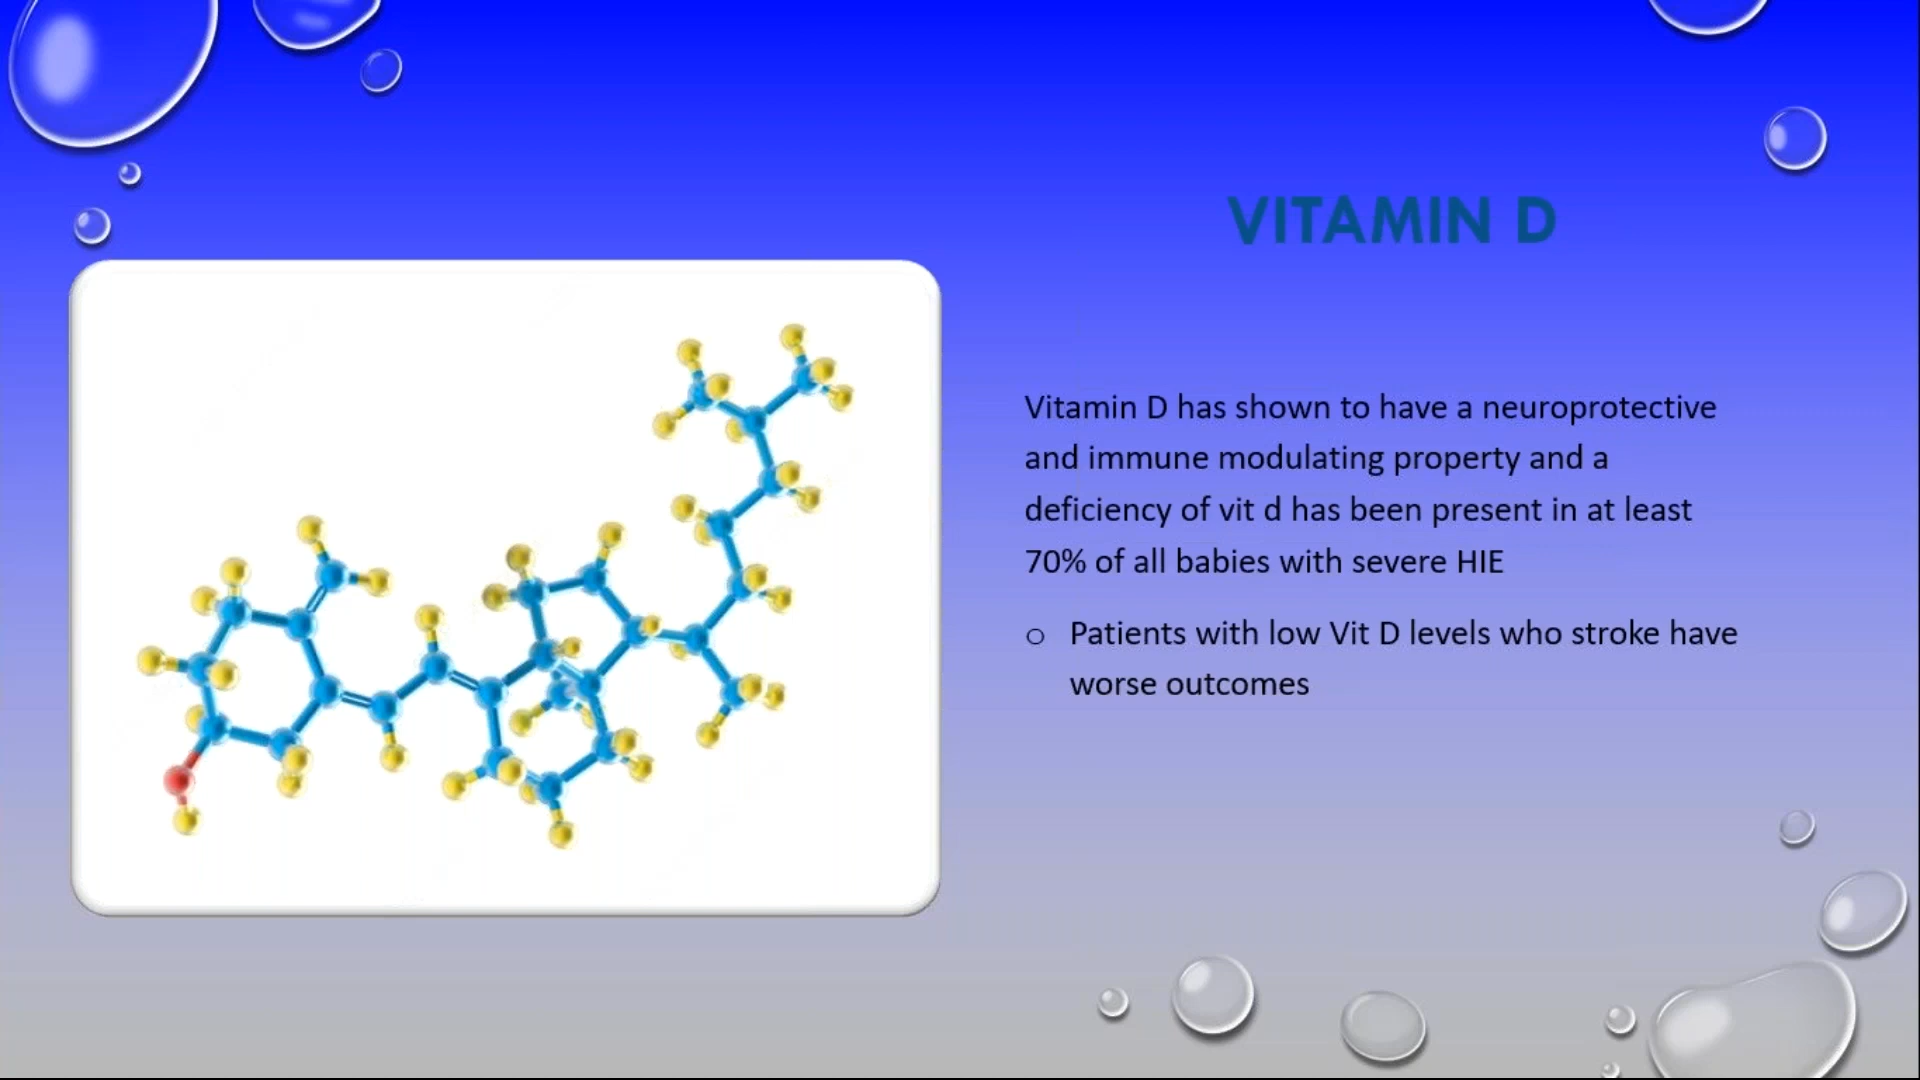 VITAMIN D
Vitamin D has shown to have a neuroprotective
and immune modulating property and a
deficiency of vit d has been present in at least
70% of all babies with severe HIE
○ Patients with low Vit D levels who stroke have
worse outcomes